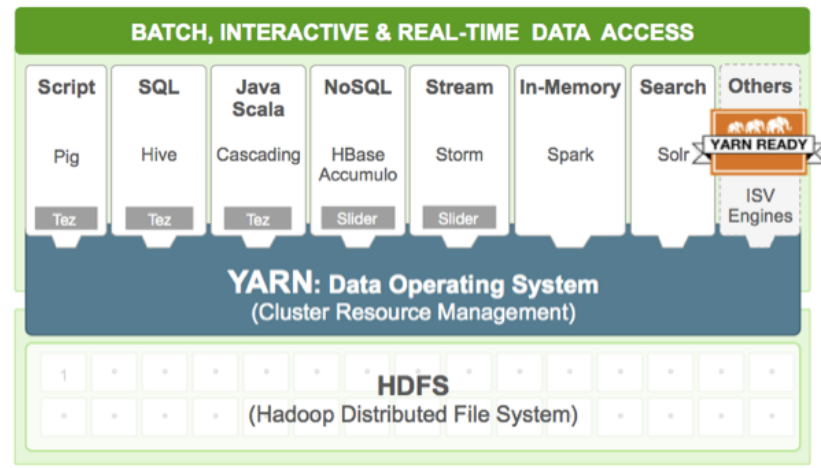 BATCH, INTERACTIVE & REAL-TIME DATA ACCESS
Script
Pig
Tez
SQL
Hive
Tez
Java
Scala
Cascading
Tez
NoSQL
HBase
Accumulo
Slider
Stream
Storm
Slider
In-Memory
Spark
Search
Solr
Others
YARN READY
ISV
Engines
YARN: Data Operating System
(Cluster Resource Management)
1
HDFS
(Hadoop Distributed File System)